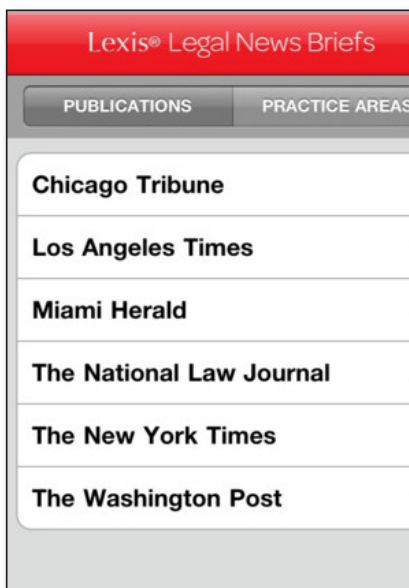 Lexis® Legal News Briefs
PUBLICATIONS PRACTICE AREAS
Chicago Tribune
Los Angeles Times
Miami Herald
The National Law Journal
The New York Times
The Washington Post